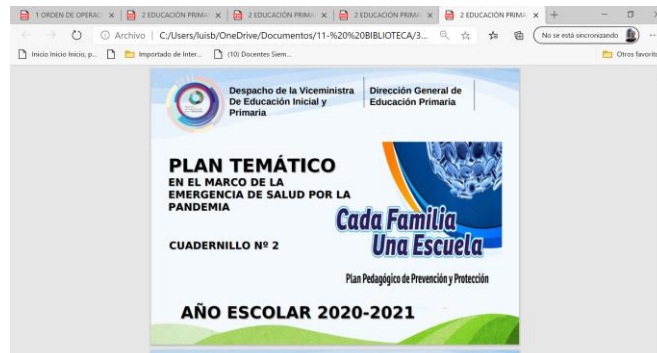 1 ORDEN DE OPERAC
2 EDUCACIÓN PRIMA
2 EDUCACIÓN PRIMA
2 EDUCACIÓN PRIMA
2 EDUCACIÓN PRIMA
Archivo | C:/Users/luisb/OneDrive/Documentos/11-%20%20BIBLIOTECA/3...
No se está sincronizando
Inicio Inicio Inicio, p...
Importado de Inter...
(10) Docentes Siem...
Otros favorito
Despacho de la Viceministra
De Educación Inicial y
Primaria
Dirección General de
Educación Primaria
PLAN TEMÁTICO
EN EL MARCO DE LA
EMERGENCIA DE SALUD POR LA
PANDEMIA
Cada Familia
Una Escuela
CUADERNILLO Nº 2
Plan Pedagógico de Prevención y Protección
AÑO ESCOLAR 2020-2021